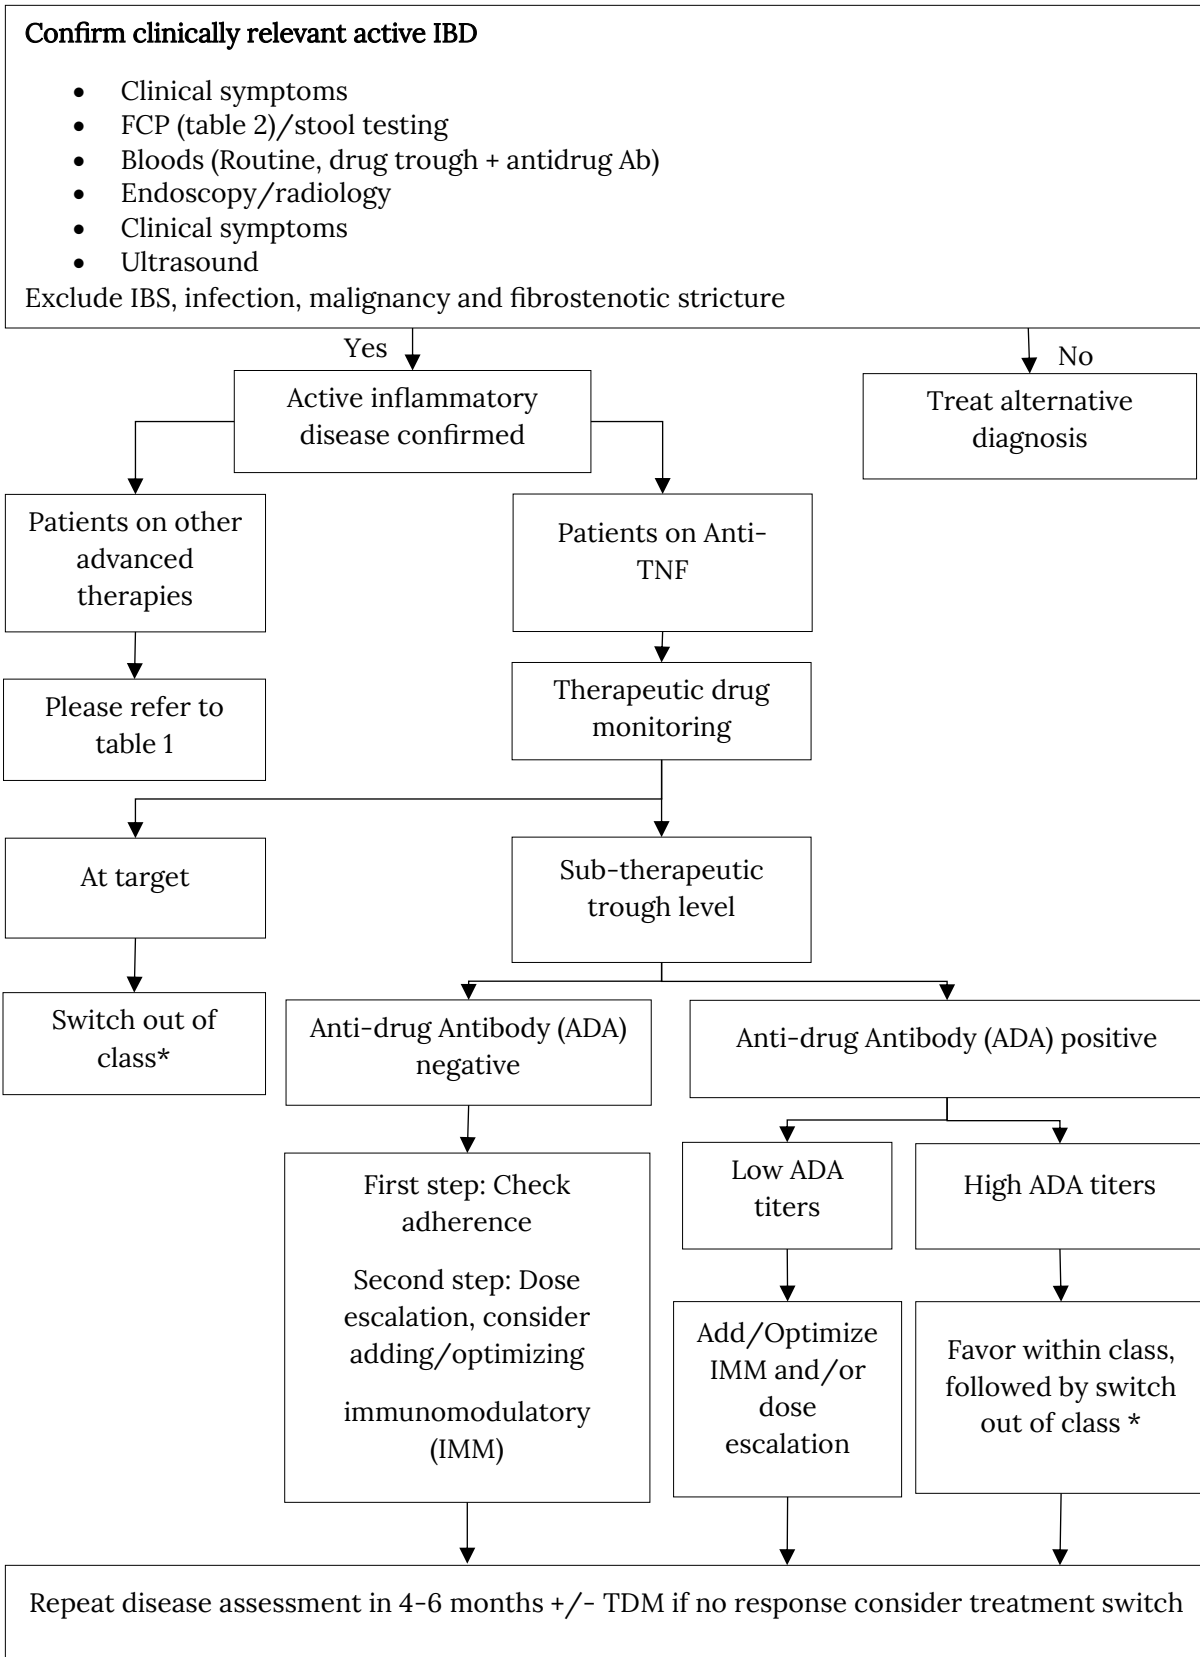 Confirm clinically relevant active IBD
• Clinical symptoms
• FCP (table 2)/stool testing
• Bloods (Routine, drug trough + antidrug Ab)
• Endoscopy/radiology
• Clinical symptoms
• Ultrasound
Exclude IBS, infection, malignancy and fibrostenotic stricture
Yes
No
Active inflammatory
disease confirmed
Treat alternative
diagnosis
Patients on other
advanced
therapies
Patients on Anti-
TNF
Please refer to
table 1
Therapeutic drug
monitoring
At target
Sub-therapeutic
trough level
Switch out of
class*
Anti-drug Antibody (ADA)
negative
Anti-drug Antibody (ADA) positive
First step: Check
adherence
Second step: Dose
escalation, consider
adding/optimizing
immunomodulatory
(IMM)
Low ADA
titers
High ADA titers
Add/Optimize
IMM and/or
dose
escalation
Favor within class,
followed by switch
out of class *
Repeat disease assessment in 4-6 months +/- TDM if no response consider treatment switch